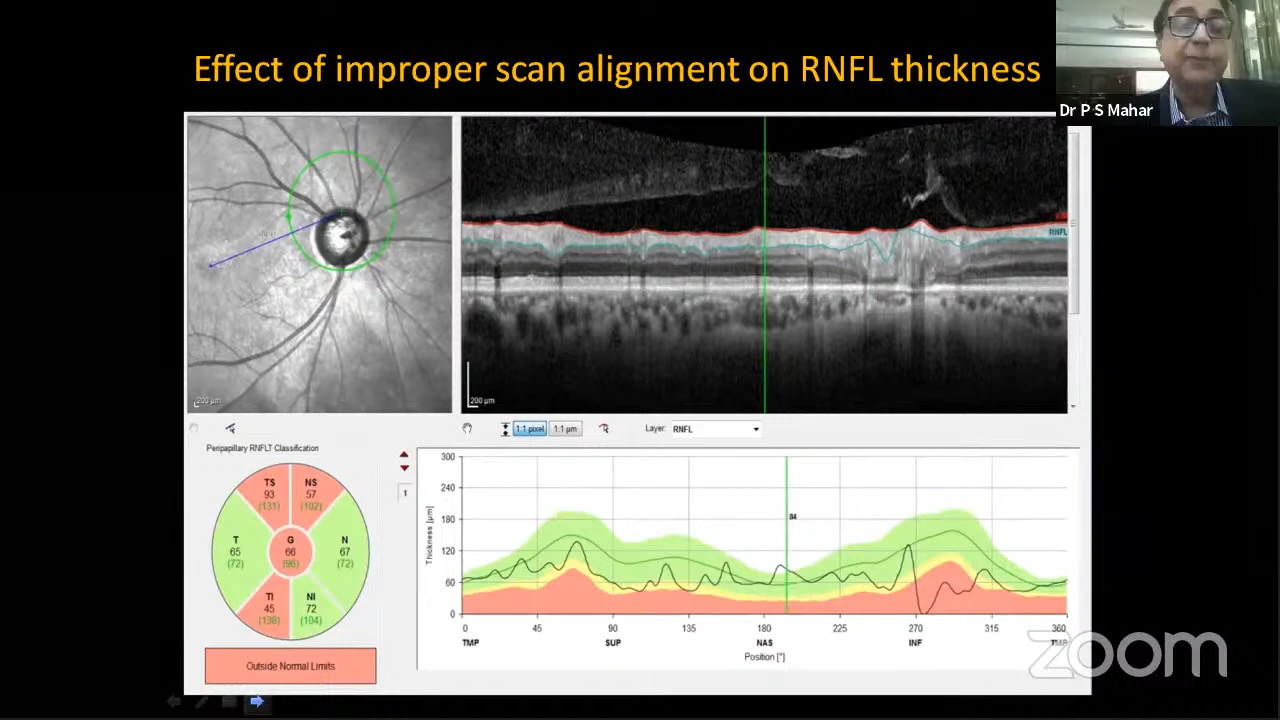 Effect of improper scan alignment on RNFL thickness
Dr P S Mahar
RNFL
200 µm
200 µm
1:1 pixel
1:1 µm
Layer:
RNFL
Peripapillary RNFLT Classification
TS
93
(131)
NS
57
(102)
T
65
(72)
G
66
(96)
N
67
(72)
TI
45
(138)
NI
72
(104)
Outside Normal Limits
1
Thickness [µm]
300
240
180
120
60
0
84
0
45
90
135
180
225
270
315
360
TMP
SUP
NAS
INF
TMP
Position [°]
zoom